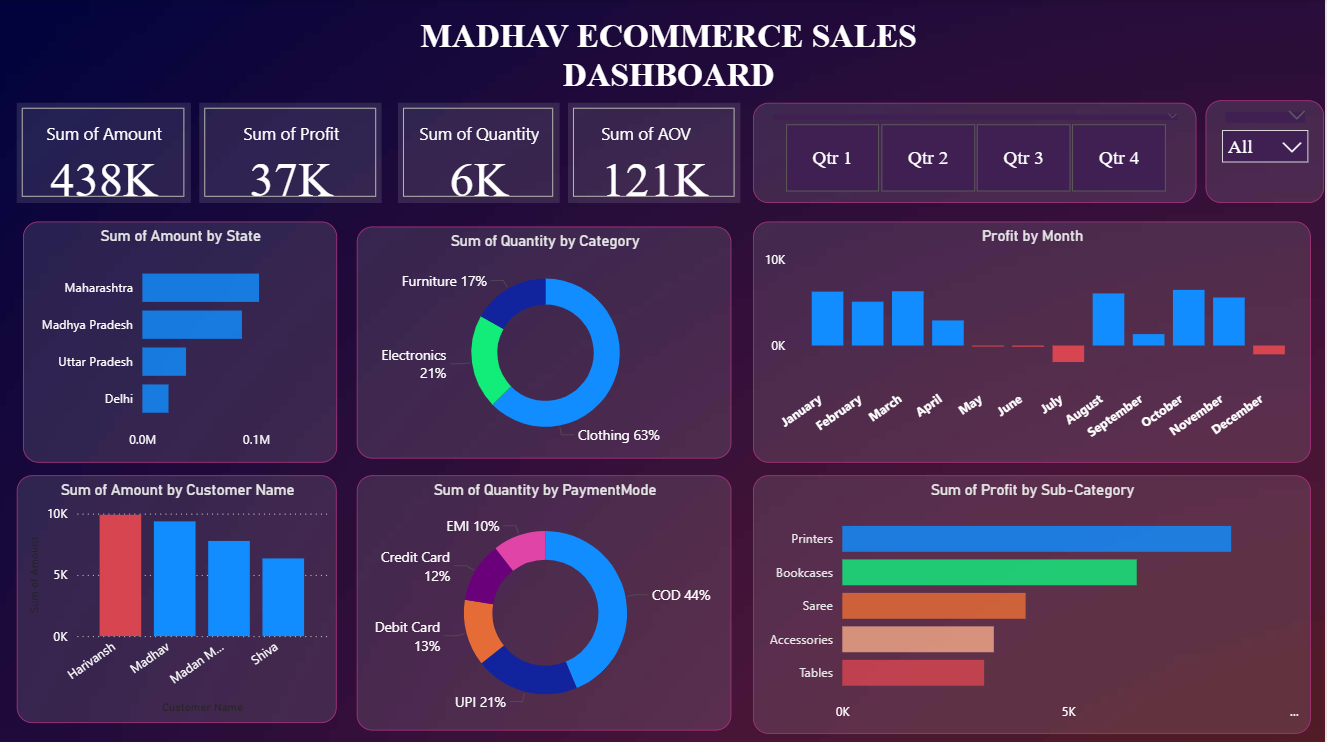 MADHAV ECOMMERCE SALES
DASHBOARD
Sum of Amount
438K
Sum of Profit
37K
Sum of Quantity
6K
Sum of AOV
121K
Qtr 1
Qtr 2
Qtr 3
Qtr 4
All
Sum of Amount by State
Maharashtra
Madhya Pradesh
Uttar Pradesh
Delhi
0.0M
0.1M
Sum of Quantity by Category
Furniture 17%
Electronics
21%
Clothing 63%
Profit by Month
10K
0K
January
February
March
April
May
June
July
August
September
October
November
December
Sum of Amount by Customer Name
Sum of Amount
10K
5K
0K
Harivansh
Madhav
Madan M...
Shiva
Customer Name
Sum of Quantity by PaymentMode
EMI 10%
Credit Card
12%
Debit Card
13%
UPI 21%
COD 44%
Sum of Profit by Sub-Category
Printers
Bookcases
Saree
Accessories
Tables
0K
5K
...